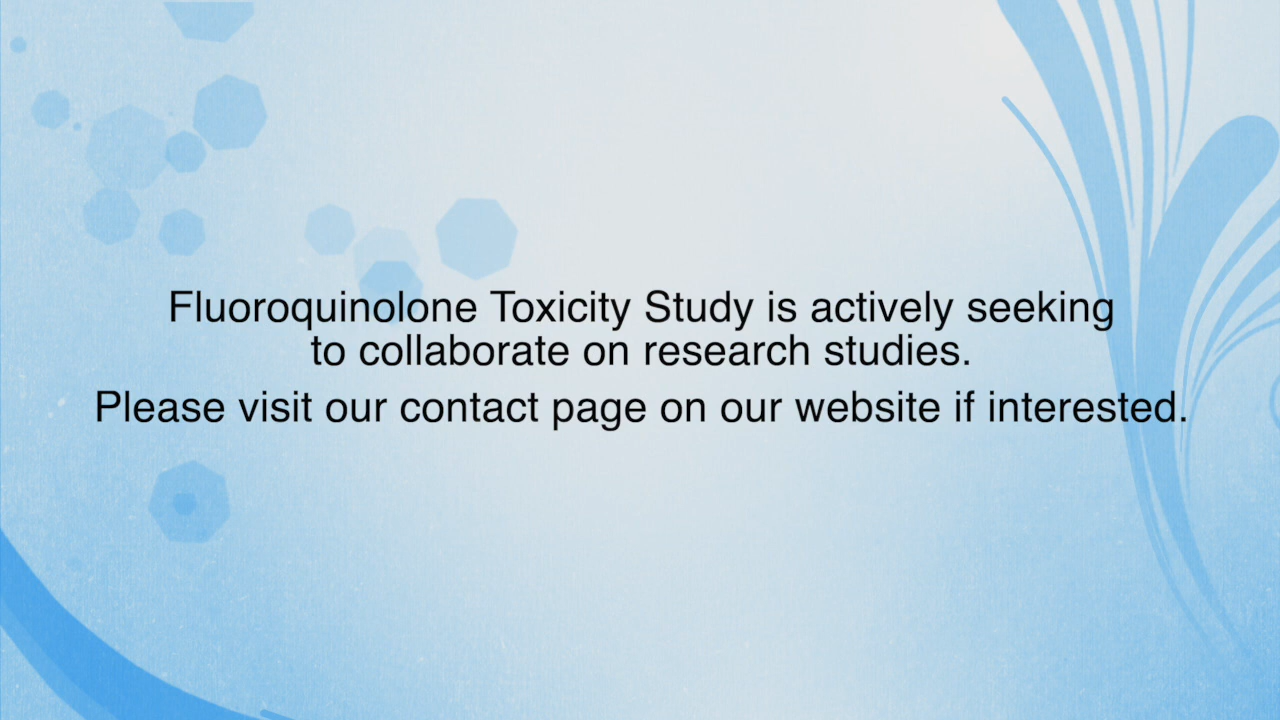 Fluoroquinolone Toxicity Study is actively seeking
to collaborate on research studies.
Please visit our contact page on our website if interested.